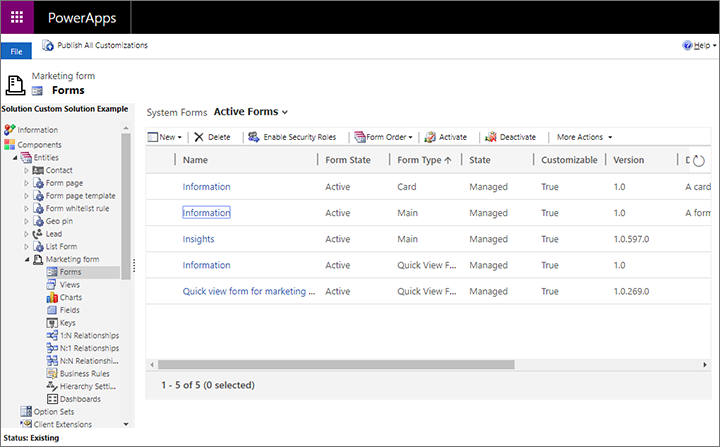 PowerApps
File
Publish All Customizations
Help
Marketing form
Forms
Solution Custom Solution Example
Information
Components
Entities
Contact
Form page
Form page template
Form whitelist rule
Geo pin
Lead
List Form
Marketing form
Forms
Views
Charts
Fields
Keys
1:N Relationships
N:1 Relationships
N:N Relationshi...
Business Rules
Hierarchy Setti...
Dashboards
Option Sets
Client Extensions
System Forms Active Forms
New Delete Enable Security Roles Form Order Activate Deactivate More Actions
Name Form State Form Type State Customizable Version D
Information Active Card Managed True 1.0 A card
Information Active Main Managed True 1.0 A form
Insights Active Main Managed True 1.0.597.0
Information Active Quick View F... Managed True 1.0
Quick view form for marketing ... Active Quick View F... Managed True 1.0.269.0
1 - 5 of 5 (0 selected)
Status: Existing